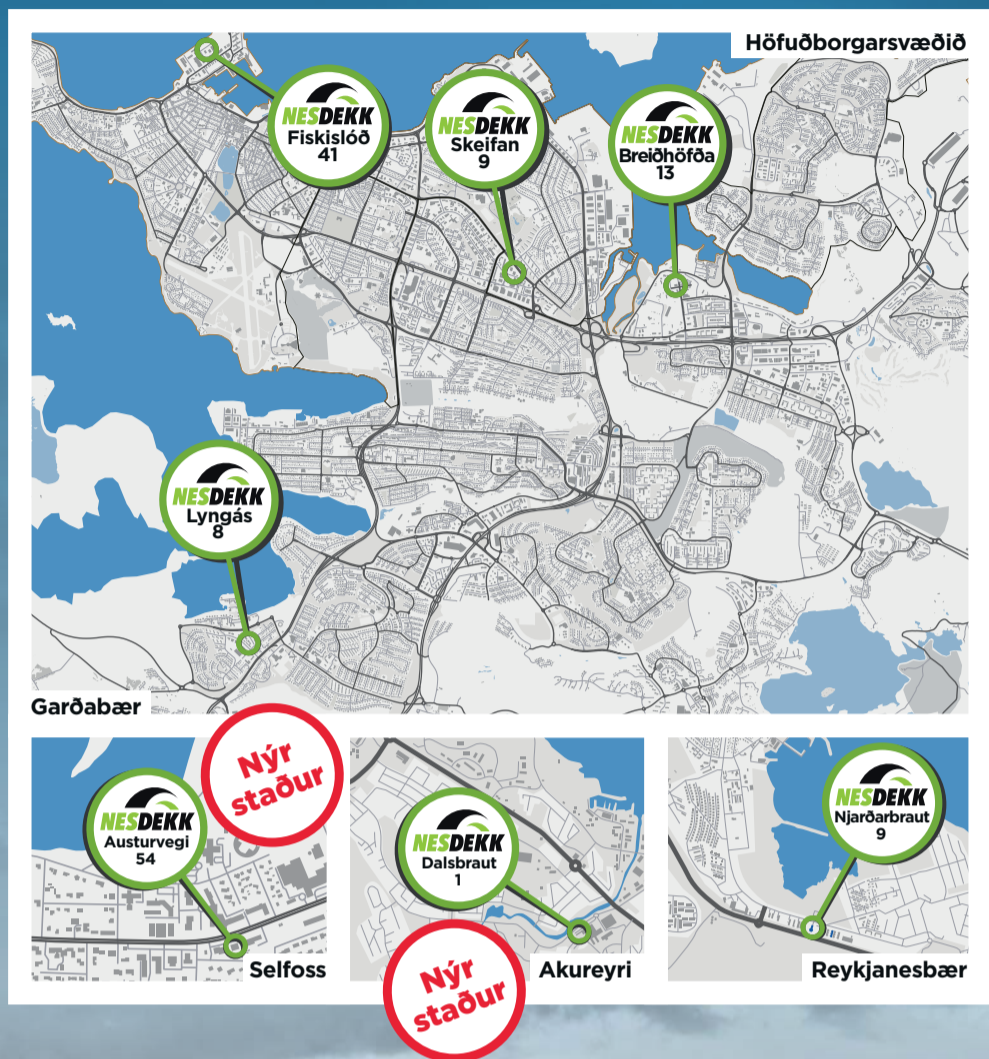 Höfuðborgarsvæðið
NESDEKK
Fiskislóð
41
NESDEKK
Skeifan
9
NESDEKK
Breiðhöfða
13
NESDEKK
Lyngás
8
Garðabær
Nýr
staður
NESDEKK
Austurvegi
54
Selfoss
NESDEKK
Dalsbraut
1
Nýr
staður
Akureyri
NESDEKK
Njarðarbraut
9
Reykjanesbær